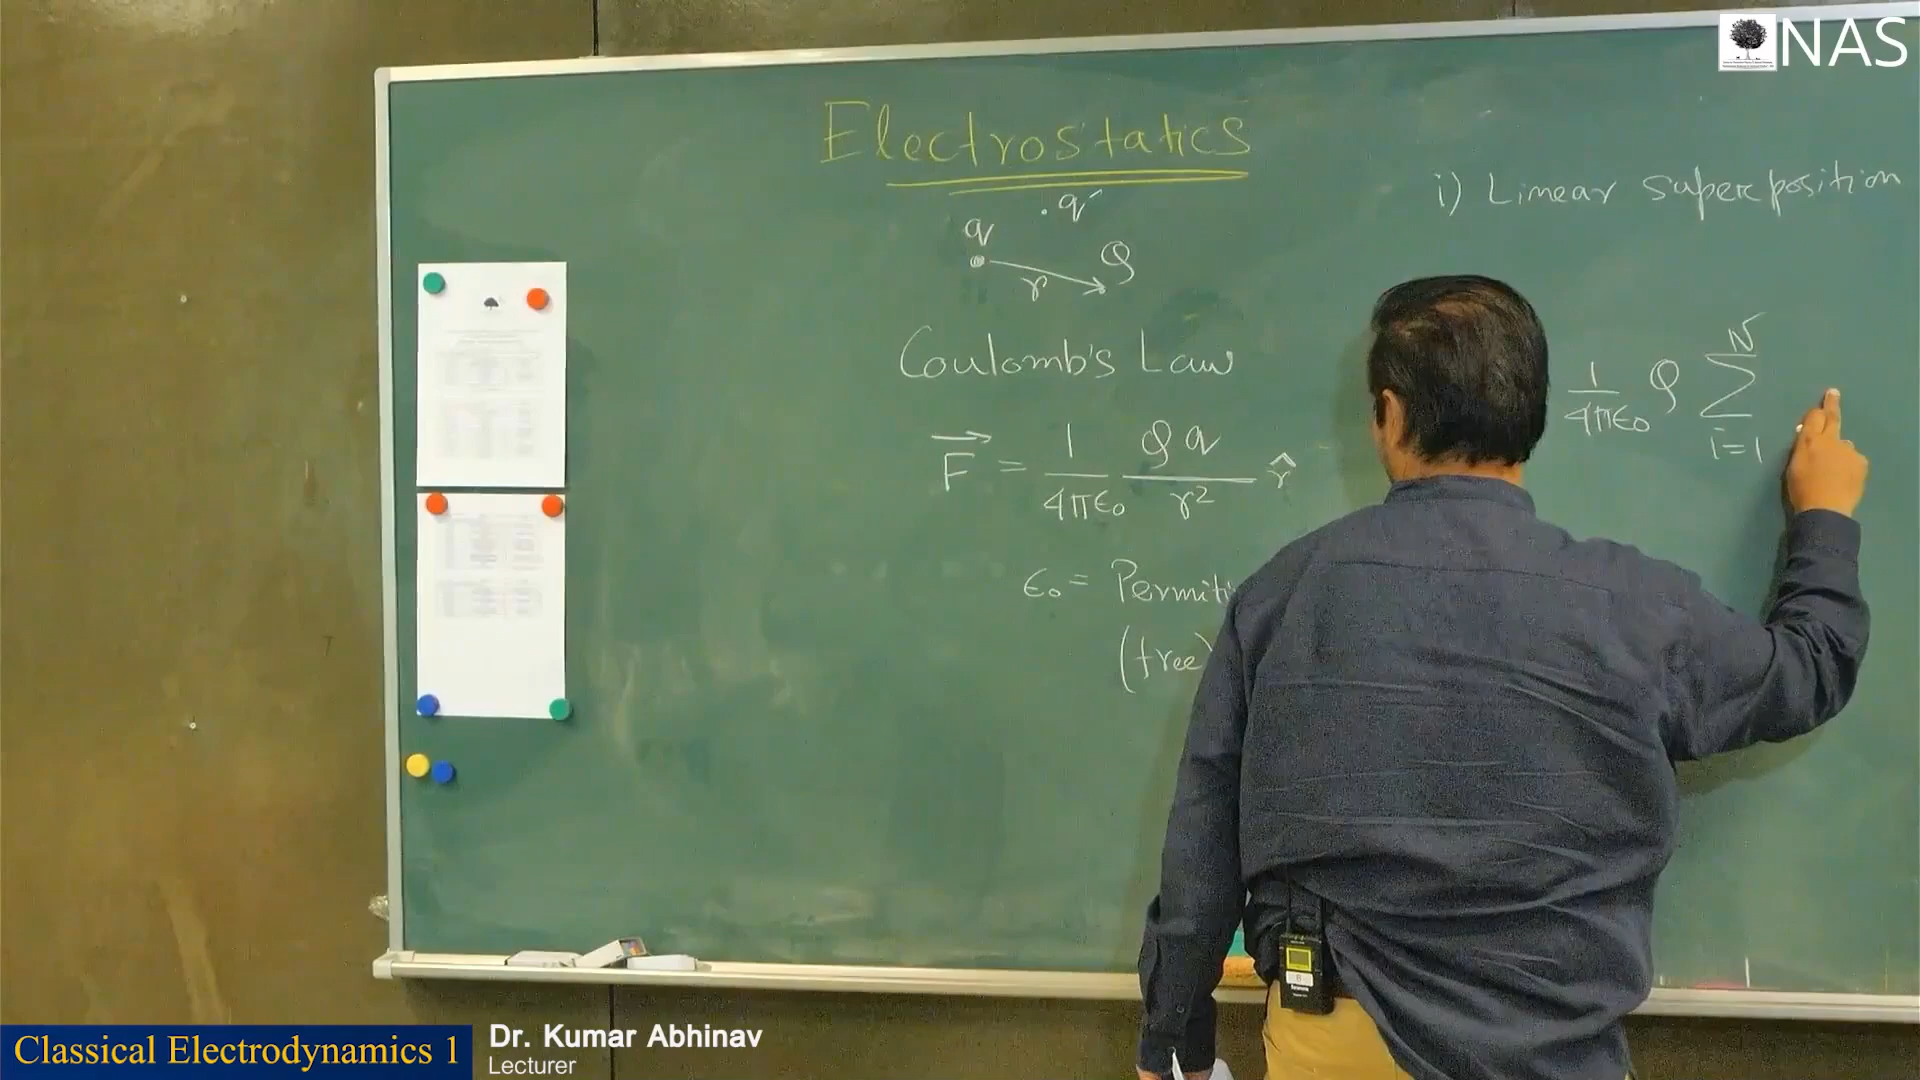 NAS
Electrostatics
i) Linear superposition
q'
q
Q
r
Coulomb's Law
F = 1/4πϵ₀ Qq/r² r̂
1/4πϵ₀ Q Σ N i=1
ϵ₀ = Permiti
(free)
Classical Electrodynamics 1
Dr. Kumar Abhinav
Lecturer